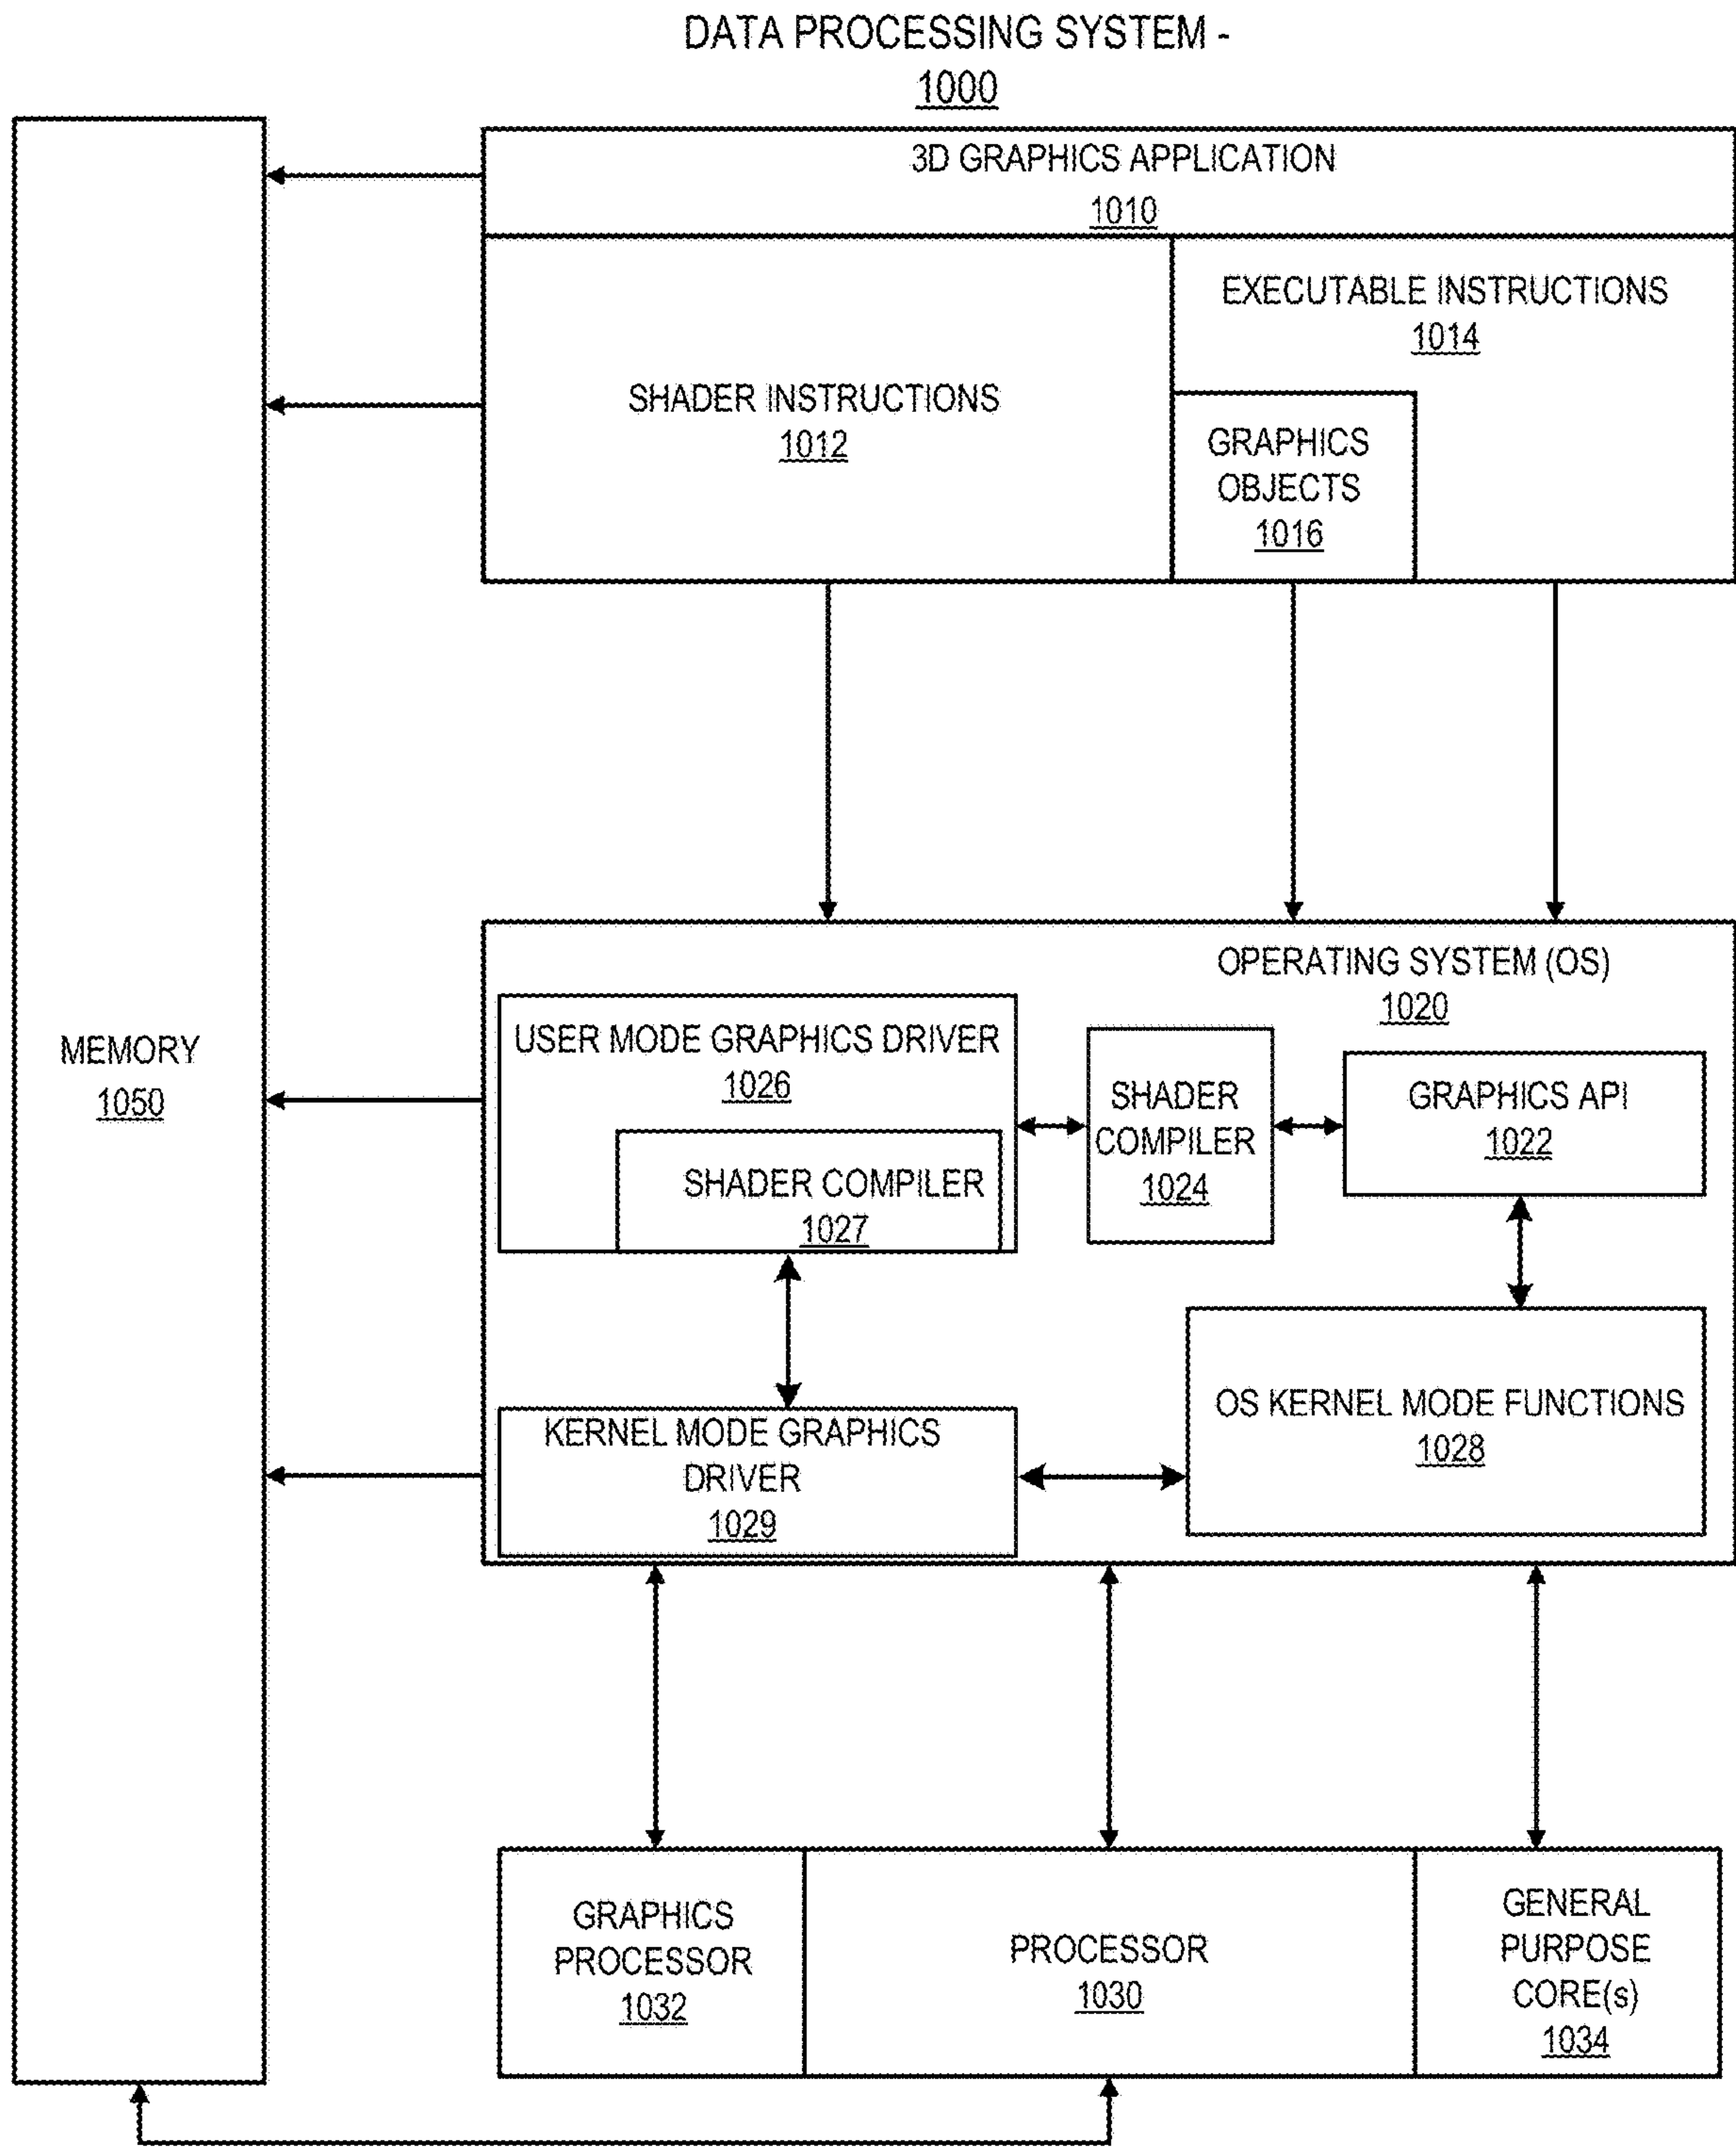 DATA PROCESSING SYSTEM -
1000
3D GRAPHICS APPLICATION
1010
SHADER INSTRUCTIONS
1012
EXECUTABLE INSTRUCTIONS
1014
GRAPHICS
OBJECTS
1016
MEMORY
1050
OPERATING SYSTEM (OS)
1020
USER MODE GRAPHICS DRIVER
1026
SHADER COMPILER
1027
SHADER
COMPILER
1024
GRAPHICS API
1022
KERNEL MODE GRAPHICS
DRIVER
1029
OS KERNEL MODE FUNCTIONS
1028
GRAPHICS
PROCESSOR
1032
PROCESSOR
1030
GENERAL
PURPOSE
CORE(s)
1034